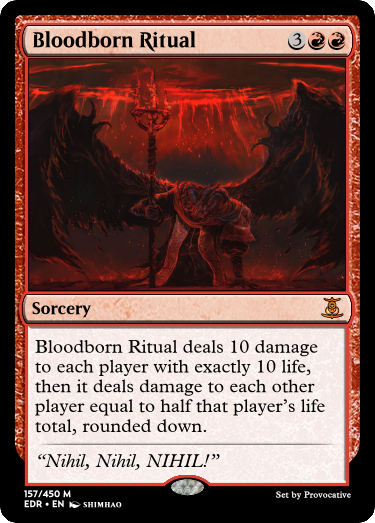 Bloodborn Ritual 3
Sorcery
Bloodborn Ritual deals 10 damage
to each player with exactly 10 life,
then it deals damage to each other
player equal to half that player's life
total, rounded down.
“Nihil, Nihil, NIHIL!”
157/450 M Set by Provocative
EDR • EN SHIMHAO